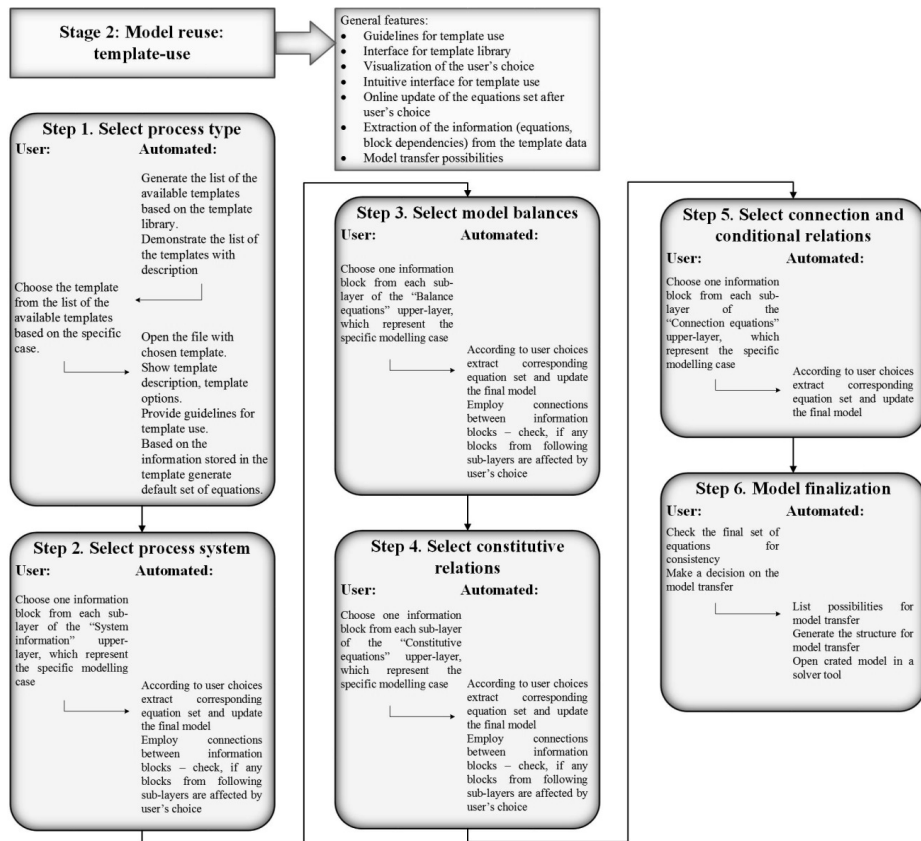 Stage 2: Model reuse:
template-use
General features:
• Guidelines for template use
• Interface for template library
• Visualization of the user's choice
• Intuitive interface for template use
• Online update of the equations set after
user's choice
• Extraction of the information (equations,
block dependencies) from the template data
• Model transfer possibilities
Step 1. Select process type
User: Automated:
Generate the list of the
available templates
based on the template
library.
Demonstrate the list of
the templates with
description
Choose the template
from the list of the
available templates
based on the specific
case.
Open the file with
chosen template.
Show template
description, template
options.
Provide guidelines for
template use.
Based on the
information stored in the
template generate
default set of equations.
Step 2. Select process system
User: Automated:
Choose one information
block from each sub-
layer of the “System
information” upper-
layer, which represent
the specific modelling
case
According to user choices
extract corresponding
equation set and update
the final model
Employ connections
between information
blocks – check, if any
blocks from following
sub-layers are affected by
user's choice
Step 3. Select model balances
User: Automated:
Choose one information
block from each sub-
layer of the “Balance
equations” upper-layer,
which represent the
specific modelling case
According to user choices
extract corresponding
equation set and update
the final model
Employ connections
between information
blocks – check, if any
blocks from following
sub-layers are affected by
user's choice
Step 4. Select constitutive
relations
User: Automated:
Choose one information
block from each sub-layer
of the “Constitutive
equations” upper-layer,
which represent the
specific modelling case
According to user choices
extract corresponding
equation set and update
the final model
Employ connections
between information
blocks – check, if any
blocks from following
sub-layers are affected by
user's choice
Step 5. Select connection and
conditional relations
User: Automated:
Choose one information
block from each sub-
layer of the
“Connection equations”
upper-layer, which
represent the specific
modelling case
According to user choices
extract corresponding
equation set and update
the final model
Step 6. Model finalization
User: Automated:
Check the final set of
equations for
consistency
Make a decision on the
model transfer
List possibilities for
model transfer
Generate the structure for
model transfer
Open crated model in a
solver tool